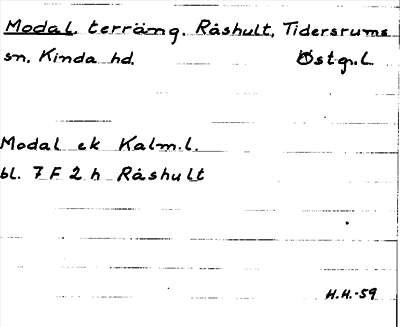 Modal, terräng. Råshult, Tidersrums
sn. Kinda hd. Östg.l.
Modal ek Kalm.l.
bl. 7 F 2 h Råshult
H.H.-59